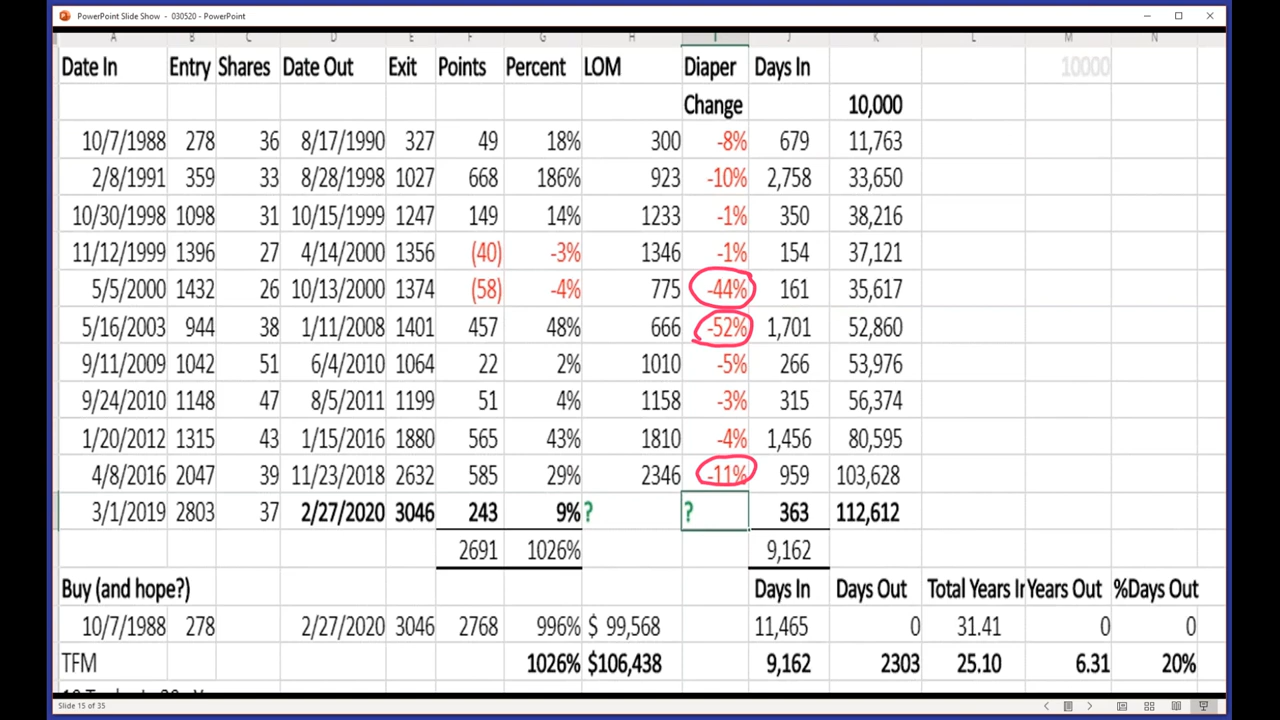 PowerPoint Slide Show - 030520 - PowerPoint
A B C D E F G H I J K L M N
Date In Entry Shares Date Out Exit Points Percent LOM Diaper Days In 10000
Change 10,000
10/7/1988 278 36 8/17/1990 327 49 18% 300 -8% 679 11,763
2/8/1991 359 33 8/28/1998 1027 668 186% 923 -10% 2,758 33,650
10/30/1998 1098 31 10/15/1999 1247 149 14% 1233 -1% 350 38,216
11/12/1999 1396 27 4/14/2000 1356 (40) -3% 1346 -1% 154 37,121
5/5/2000 1432 26 10/13/2000 1374 (58) -4% 775 -44% 161 35,617
5/16/2003 944 38 1/11/2008 1401 457 48% 666 -52% 1,701 52,860
9/11/2009 1042 51 6/4/2010 1064 22 2% 1010 -5% 266 53,976
9/24/2010 1148 47 8/5/2011 1199 51 4% 1158 -3% 315 56,374
1/20/2012 1315 43 1/15/2016 1880 565 43% 1810 -4% 1,456 80,595
4/8/2016 2047 39 11/23/2018 2632 585 29% 2346 -11% 959 103,628
3/1/2019 2803 37 2/27/2020 3046 243 9% ? ? 363 112,612
2691 1026% 9,162
Buy (and hope?) Days In Days Out Total Years In Years Out %Days Out
10/7/1988 278 2/27/2020 3046 2768 996% $ 99,568 11,465 0 31.41 0 0
TFM 1026% $106,438 9,162 2303 25.10 6.31 20%
Slide 15 of 35